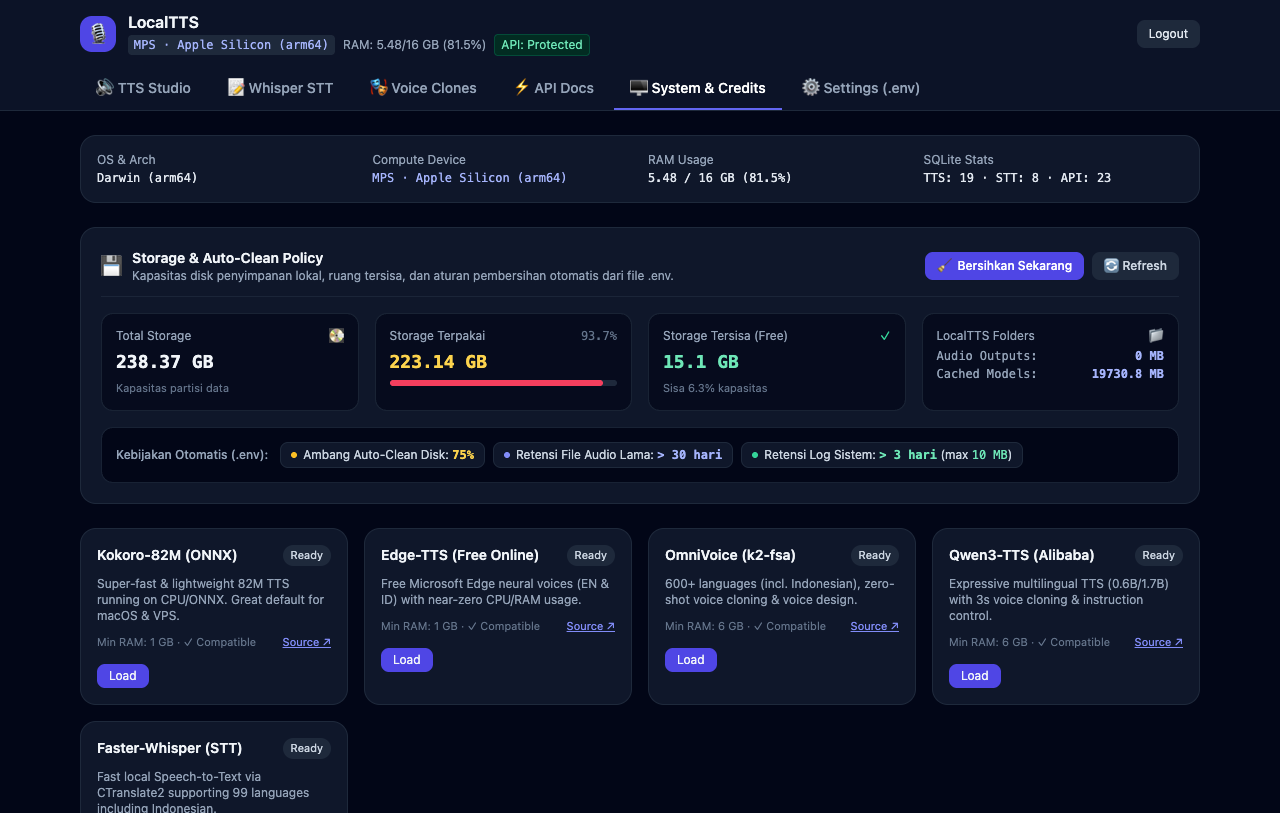 LocalTTS
MPS · Apple Silicon (arm64) RAM: 5.48/16 GB (81.5%) API: Protected
Logout
TTS Studio Whisper STT Voice Clones API Docs System & Credits Settings (.env)
OS & Arch
Darwin (arm64)
Compute Device
MPS · Apple Silicon (arm64)
RAM Usage
5.48 / 16 GB (81.5%)
SQLite Stats
TTS: 19 · STT: 8 · API: 23
Storage & Auto-Clean Policy
Kapasitas disk penyimpanan lokal, ruang tersisa, dan aturan pembersihan otomatis dari file .env.
Bersihkan Sekarang
Refresh
Total Storage
238.37 GB
Kapasitas partisi data
Storage Terpakai 93.7%
223.14 GB
Storage Tersisa (Free) ✓
15.1 GB
Sisa 6.3% kapasitas
LocalTTS Folders
Audio Outputs: 0 MB
Cached Models: 19730.8 MB
Kebijakan Otomatis (.env): ● Ambang Auto-Clean Disk: 75% ● Retensi File Audio Lama: > 30 hari ● Retensi Log Sistem: > 3 hari (max 10 MB)
Kokoro-82M (ONNX) Ready
Super-fast & lightweight 82M TTS
running on CPU/ONNX. Great default for
macOS & VPS.
Min RAM: 1 GB · ✓ Compatible Source ↗
Load
Edge-TTS (Free Online) Ready
Free Microsoft Edge neural voices (EN &
ID) with near-zero CPU/RAM usage.
Min RAM: 1 GB · ✓ Compatible Source ↗
Load
OmniVoice (k2-fsa) Ready
600+ languages (incl. Indonesian), zero-
shot voice cloning & voice design.
Min RAM: 6 GB · ✓ Compatible Source ↗
Load
Qwen3-TTS (Alibaba) Ready
Expressive multilingual TTS (0.6B/1.7B)
with 3s voice cloning & instruction
control.
Min RAM: 6 GB · ✓ Compatible Source ↗
Load
Faster-Whisper (STT) Ready
Fast local Speech-to-Text via
CTranslate2 supporting 99 languages
including Indonesian.